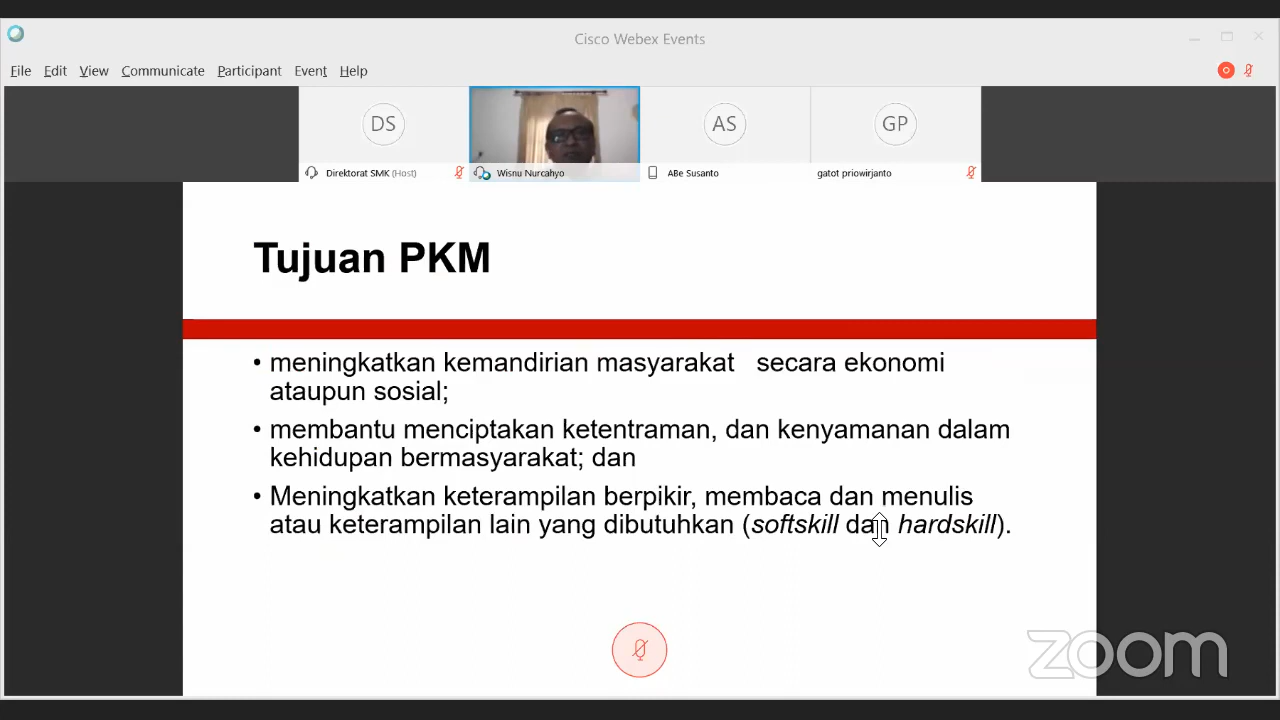 Cisco Webex Events
File Edit View Communicate Participant Event Help
DS AS GP
Direktorat SMK (Host) Wisnu Nurcahyo ABe Susanto gatot priowirjanto
Tujuan PKM
• meningkatkan kemandirian masyarakat secara ekonomi
ataupun sosial;
• membantu menciptakan ketentraman, dan kenyamanan dalam
kehidupan bermasyarakat; dan
• Meningkatkan keterampilan berpikir, membaca dan menulis
atau keterampilan lain yang dibutuhkan (softskill dan hardskill).
zoom